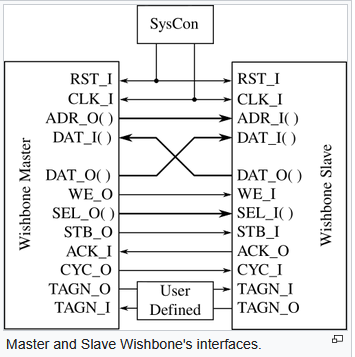 SysCon
Wishbone Master
Wishbone Slave
RST_I RST_I
CLK_I CLK_I
ADR_O( ) ADR_I( )
DAT_I( ) DAT_I( )
DAT_O( ) DAT_O( )
WE_O WE_I
SEL_O( ) SEL_I( )
STB_O STB_I
ACK_I ACK_O
CYC_O CYC_I
TAGN_O User TAGN_I
TAGN_I Defined TAGN_O
Master and Slave Wishbone's interfaces.